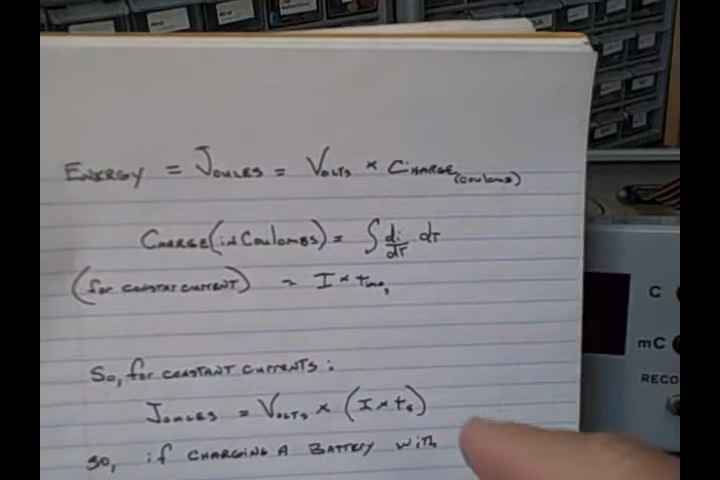 ENERGY = JOULES = VOLTS × CHARGE (COULOMBS)
CHARGE (in COULOMBS) = ∫ di/dT dT
(for CONSTANT CURRENT) = I × time,
So, for CONSTANT CURRENTS:
JOULES = VOLTS × (I × ts)
SO, if CHARGING A BATTERY WITH
C
mC
RECO